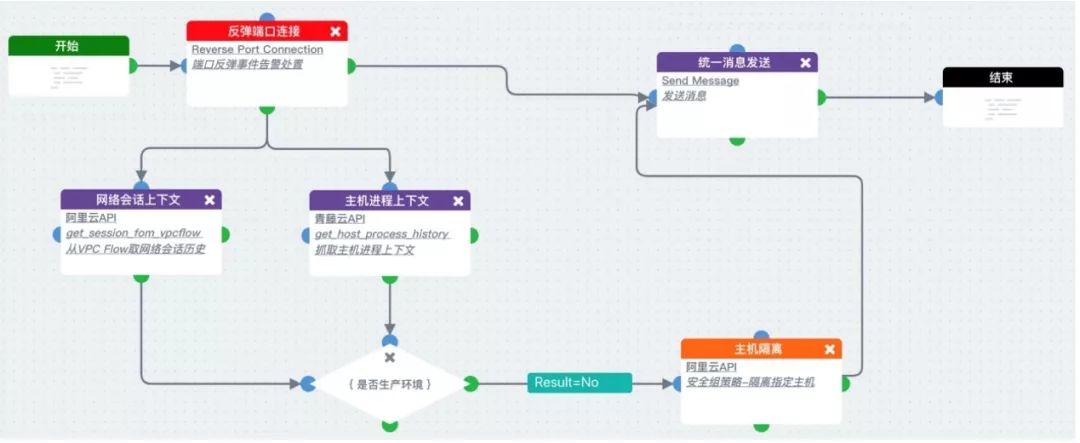 开始
反弹端口连接
Reverse Port Connection
端口反弹事件告警处置
统一消息发送
Send Message
发送消息
结束
网络会话上下文
阿里云API
get_session_fom_vpcflow
从VPC Flow取网络会话历史
主机进程上下文
青藤云API
get_host_process_history
抓取主机进程上下文
{ 是否生产环境 }
Result=No
主机隔离
阿里云API
安全组策略-隔离指定主机